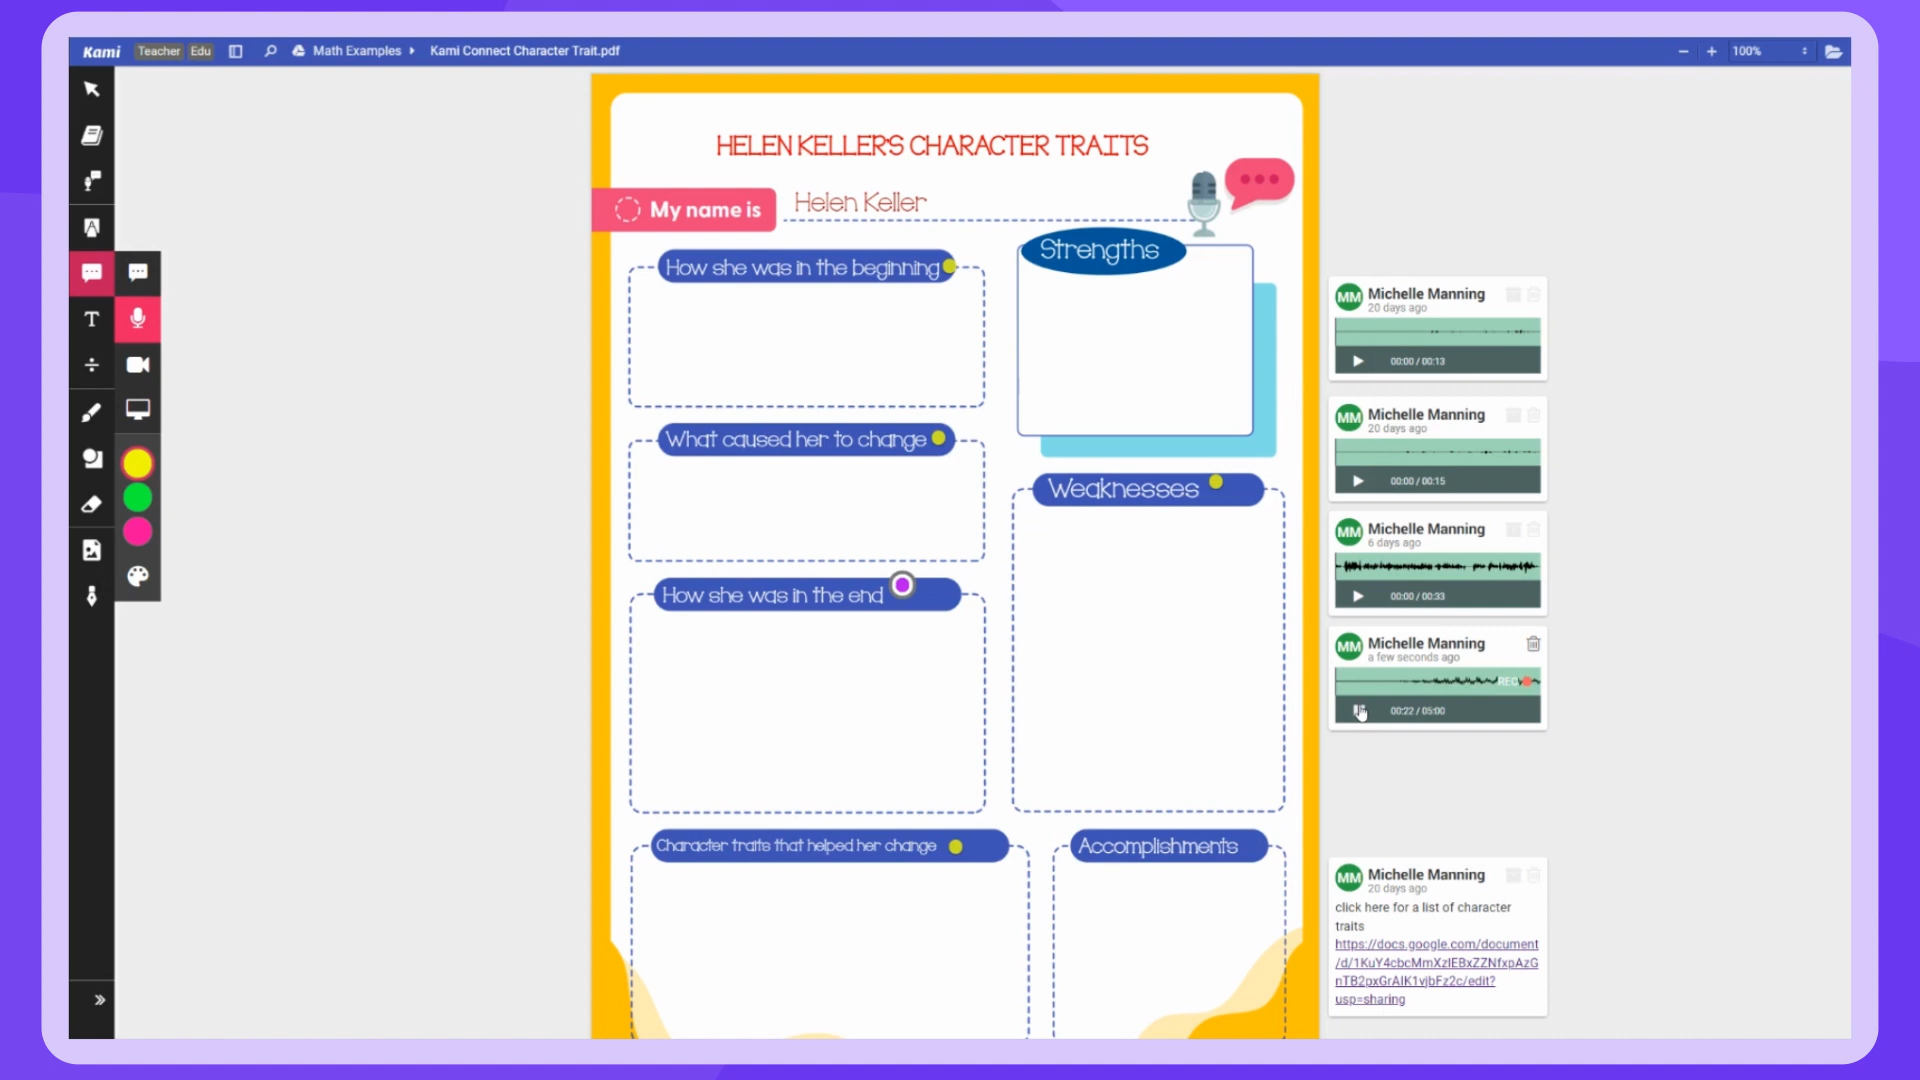 Kami Teacher Edu Math Examples Kami Connect Character Trait.pdf 100%
HELEN KELLER'S CHARACTER TRAITS
My name is Helen Keller
How she was in the beginning
Strengths
What caused her to change
Weaknesses
How she was in the end
Character traits that helped her change
Accomplishments
MM Michelle Manning
20 days ago
00:00 / 00:13
MM Michelle Manning
20 days ago
00:00 / 00:15
MM Michelle Manning
6 days ago
00:00 / 00:33
MM Michelle Manning
a few seconds ago
REC
00:22 / 05:00
MM Michelle Manning
20 days ago
click here for a list of character
traits
https://docs.google.com/document
/d/1KuY4cbcMmXzIEBxZZNfxpAzG
nTB2pxGrAlK1vjbFz2c/edit?
usp=sharing